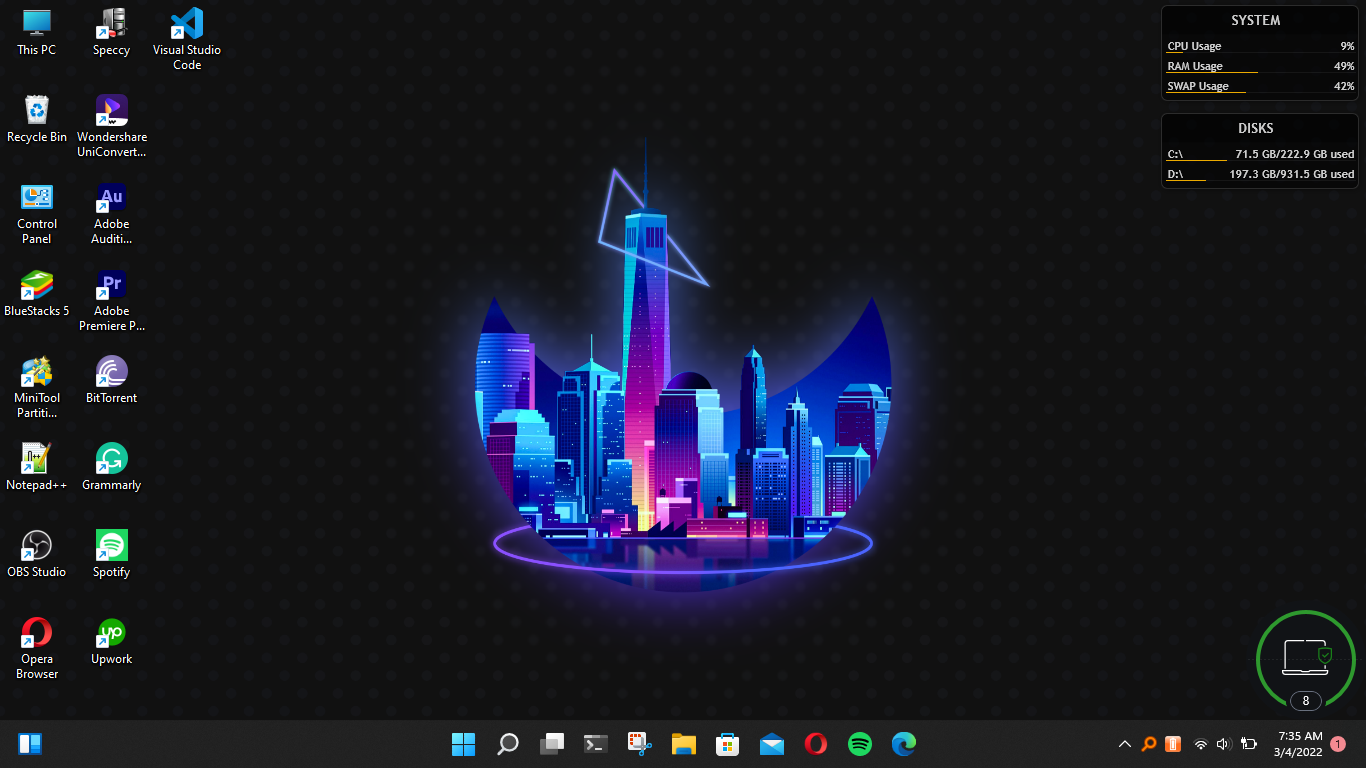 This PC
Speccy
Visual Studio
Code
Recycle Bin
Wondershare
UniConvert...
Control
Panel
Au
Adobe
Auditi...
BlueStacks 5
Pr
Adobe
Premiere P...
MiniTool
Partiti...
BitTorrent
Notepad++
Grammarly
OBS Studio
Spotify
Opera
Browser
up
Upwork
SYSTEM
CPU Usage 9%
RAM Usage 49%
SWAP Usage 42%
DISKS
C:\ 71.5 GB/222.9 GB used
D:\ 197.3 GB/931.5 GB used
8
7:35 AM
3/4/2022
1